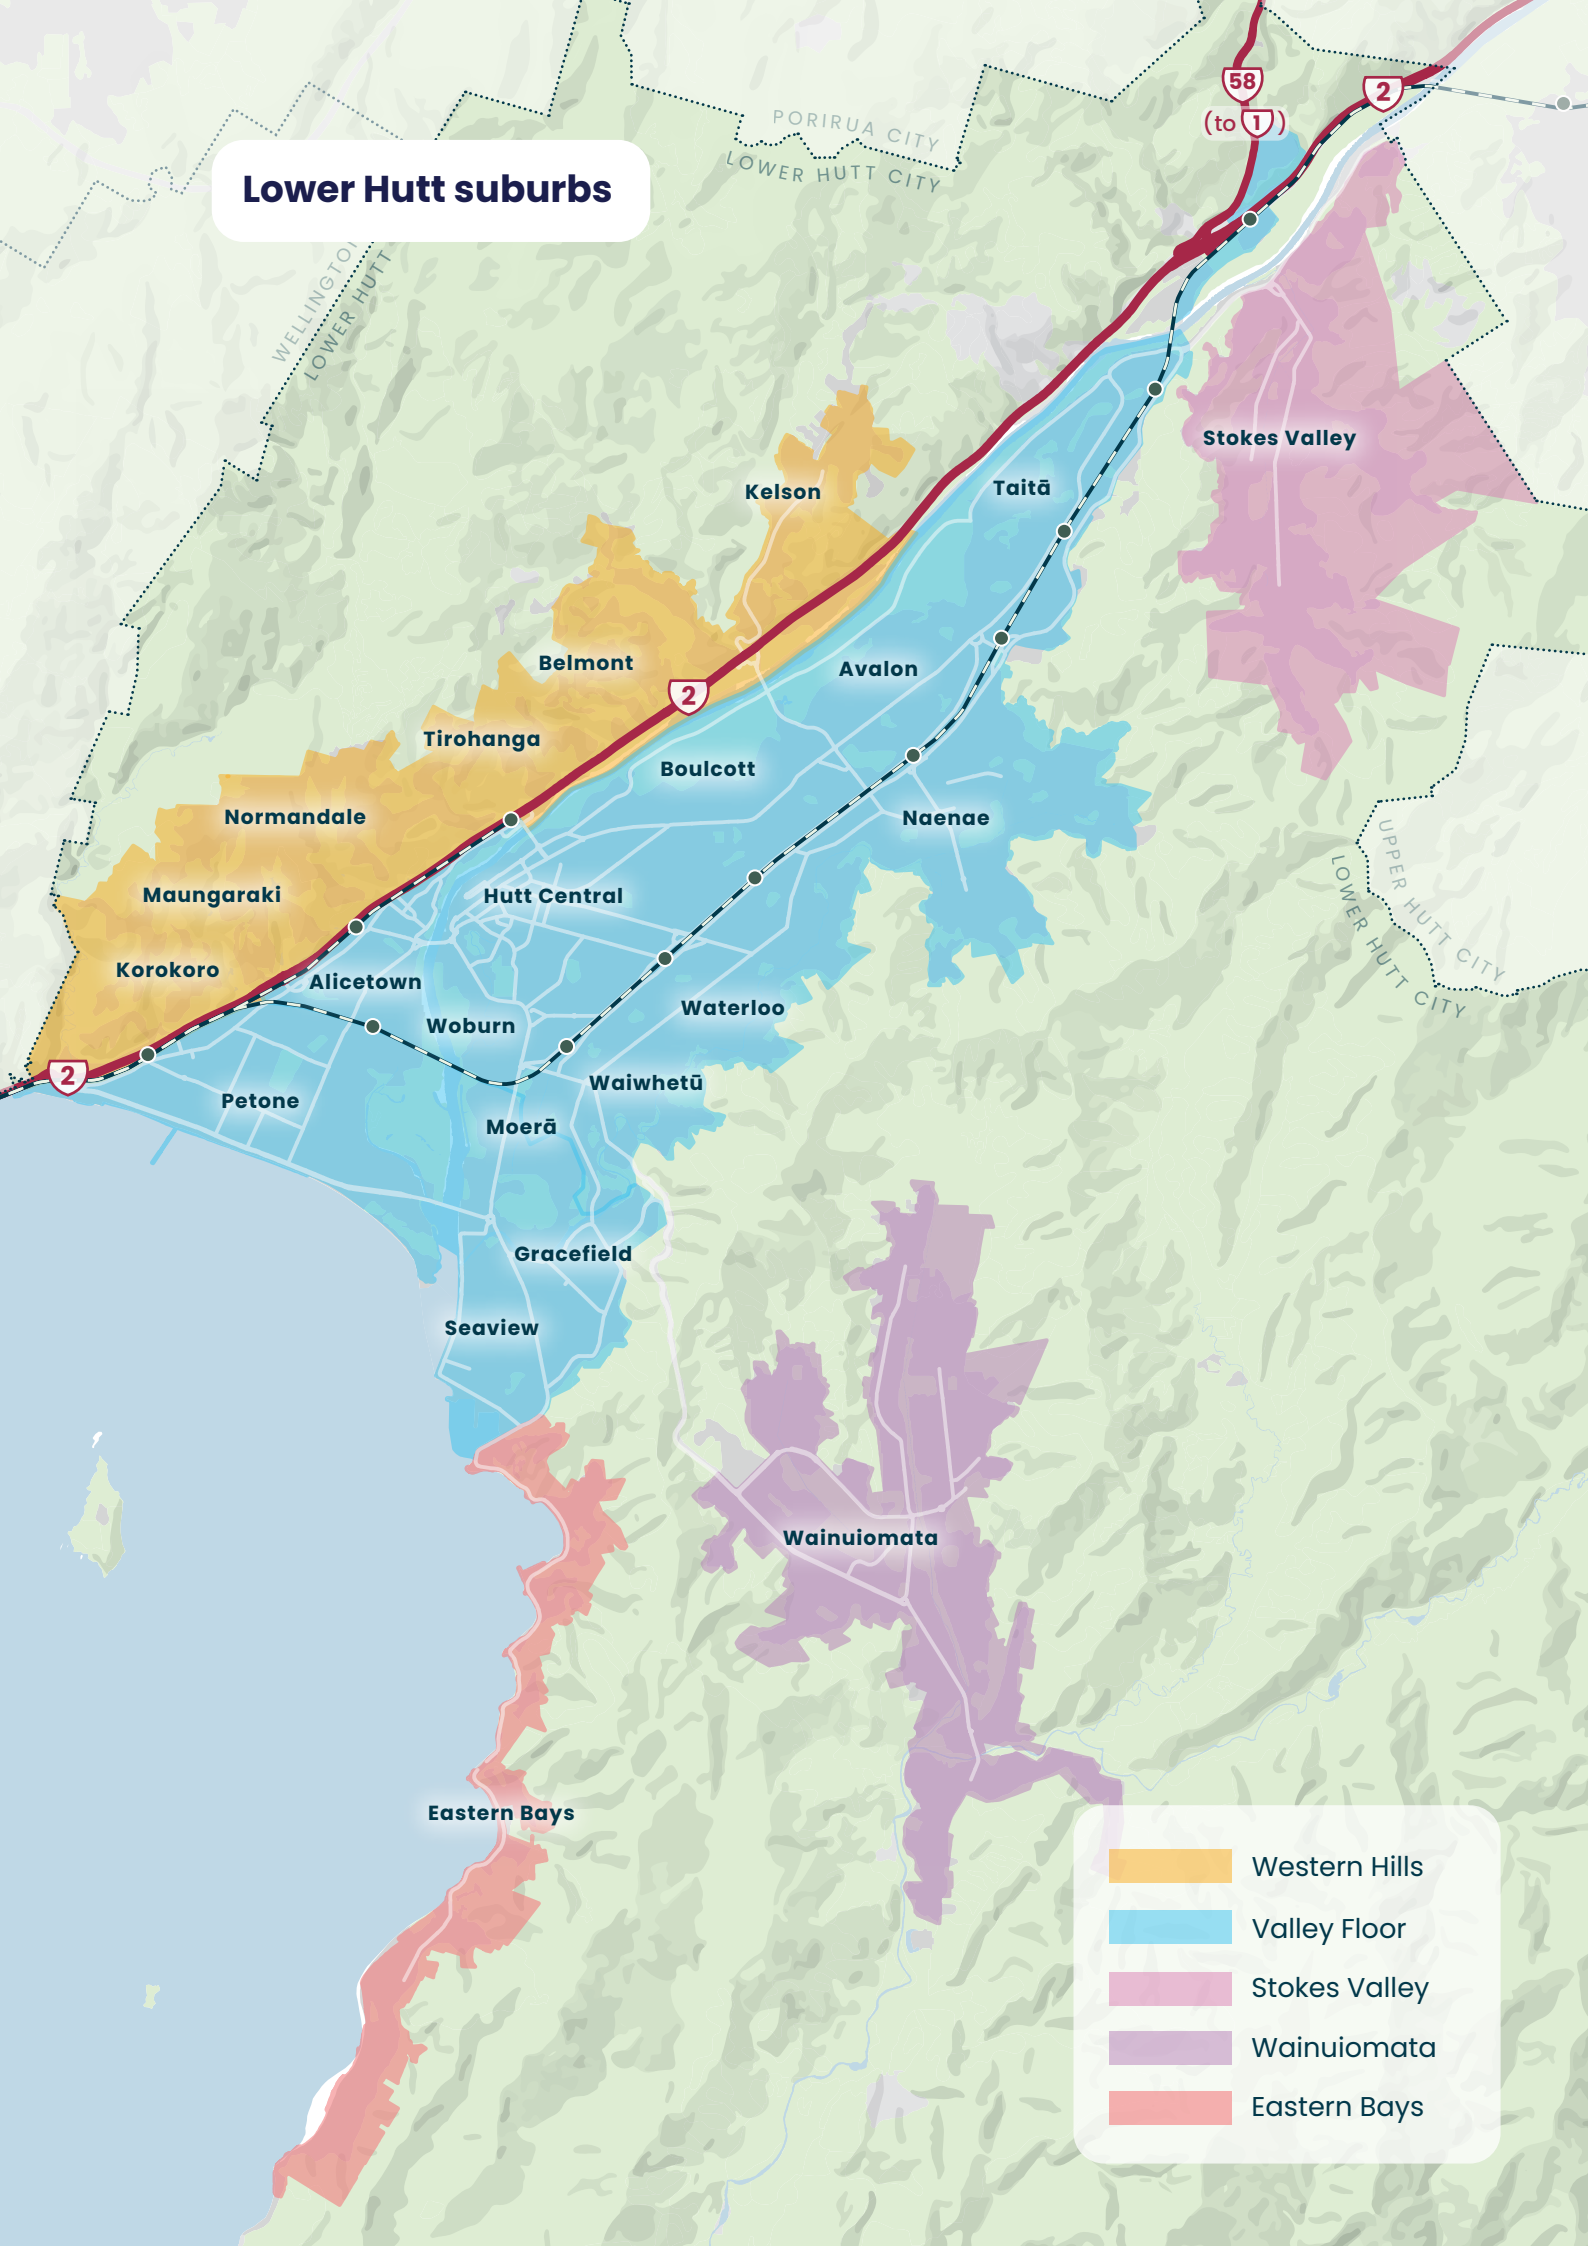 58
2
(to 1)
PORIRUA CITY
LOWER HUTT CITY
Lower Hutt suburbs
WELLINGTO
LOWER HUTT
Stokes Valley
Kelson
Taitā
Belmont
Avalon
2
Tirohanga
Boulcott
Normandale
Naenae
UPPER HUTT CITY
LOWER HUTT CITY
Maungaraki
Hutt Central
Korokoro
Alicetown
Waterloo
Woburn
2
Waiwhetū
Petone
Moerā
Gracefield
Seaview
Wainuiomata
Eastern Bays
Western Hills
Valley Floor
Stokes Valley
Wainuiomata
Eastern Bays